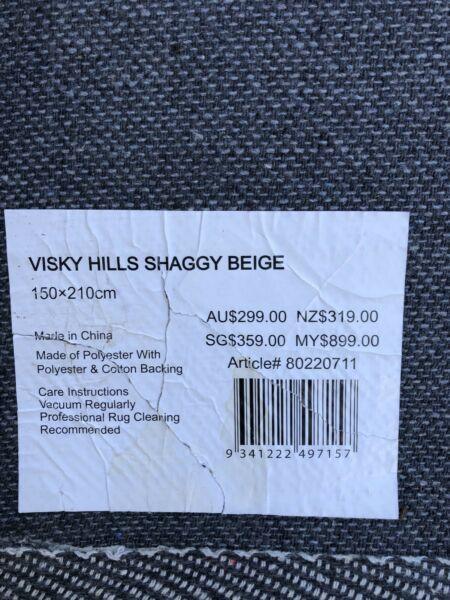 VISKY HILLS SHAGGY BEIGE
150×210cm
AU$299.00 NZ$319.00
SG$359.00 MY$899.00
Article# 80220711
Made in China
Made of Polyester With
Polyester & Cotton Backing
Care Instructions
Vacuum Regularly
Professional Rug Cleaning
Recommended
9 341222 497157